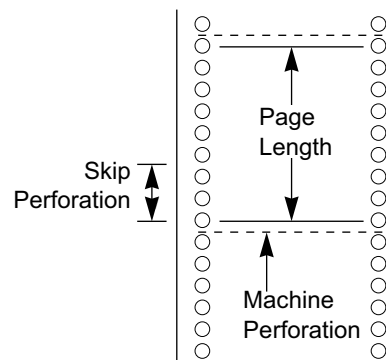 Page
Length
Skip
Perforation
Machine
Perforation